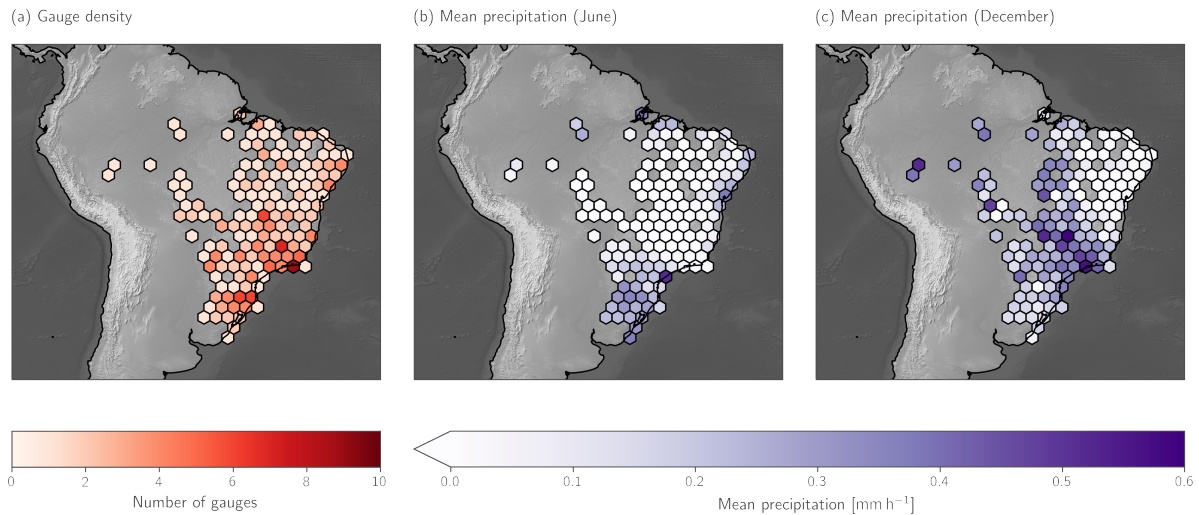 (a) Gauge density
(b) Mean precipitation (June)
(c) Mean precipitation (December)
0 2 4 6 8 10
Number of gauges
0.0 0.1 0.2 0.3 0.4 0.5 0.6
Mean precipitation [mm h⁻¹]